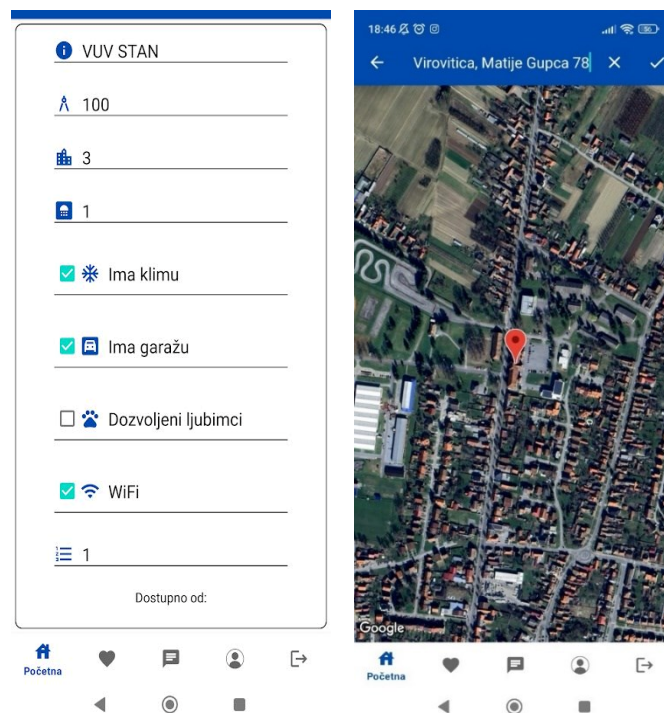 VUV STAN
100
3
1
Ima klimu
Ima garažu
Dozvoljeni ljubimci
WiFi
1
Dostupno od:
Početna
18:46
Virovitica, Matije Gupca 78
Google
Početna